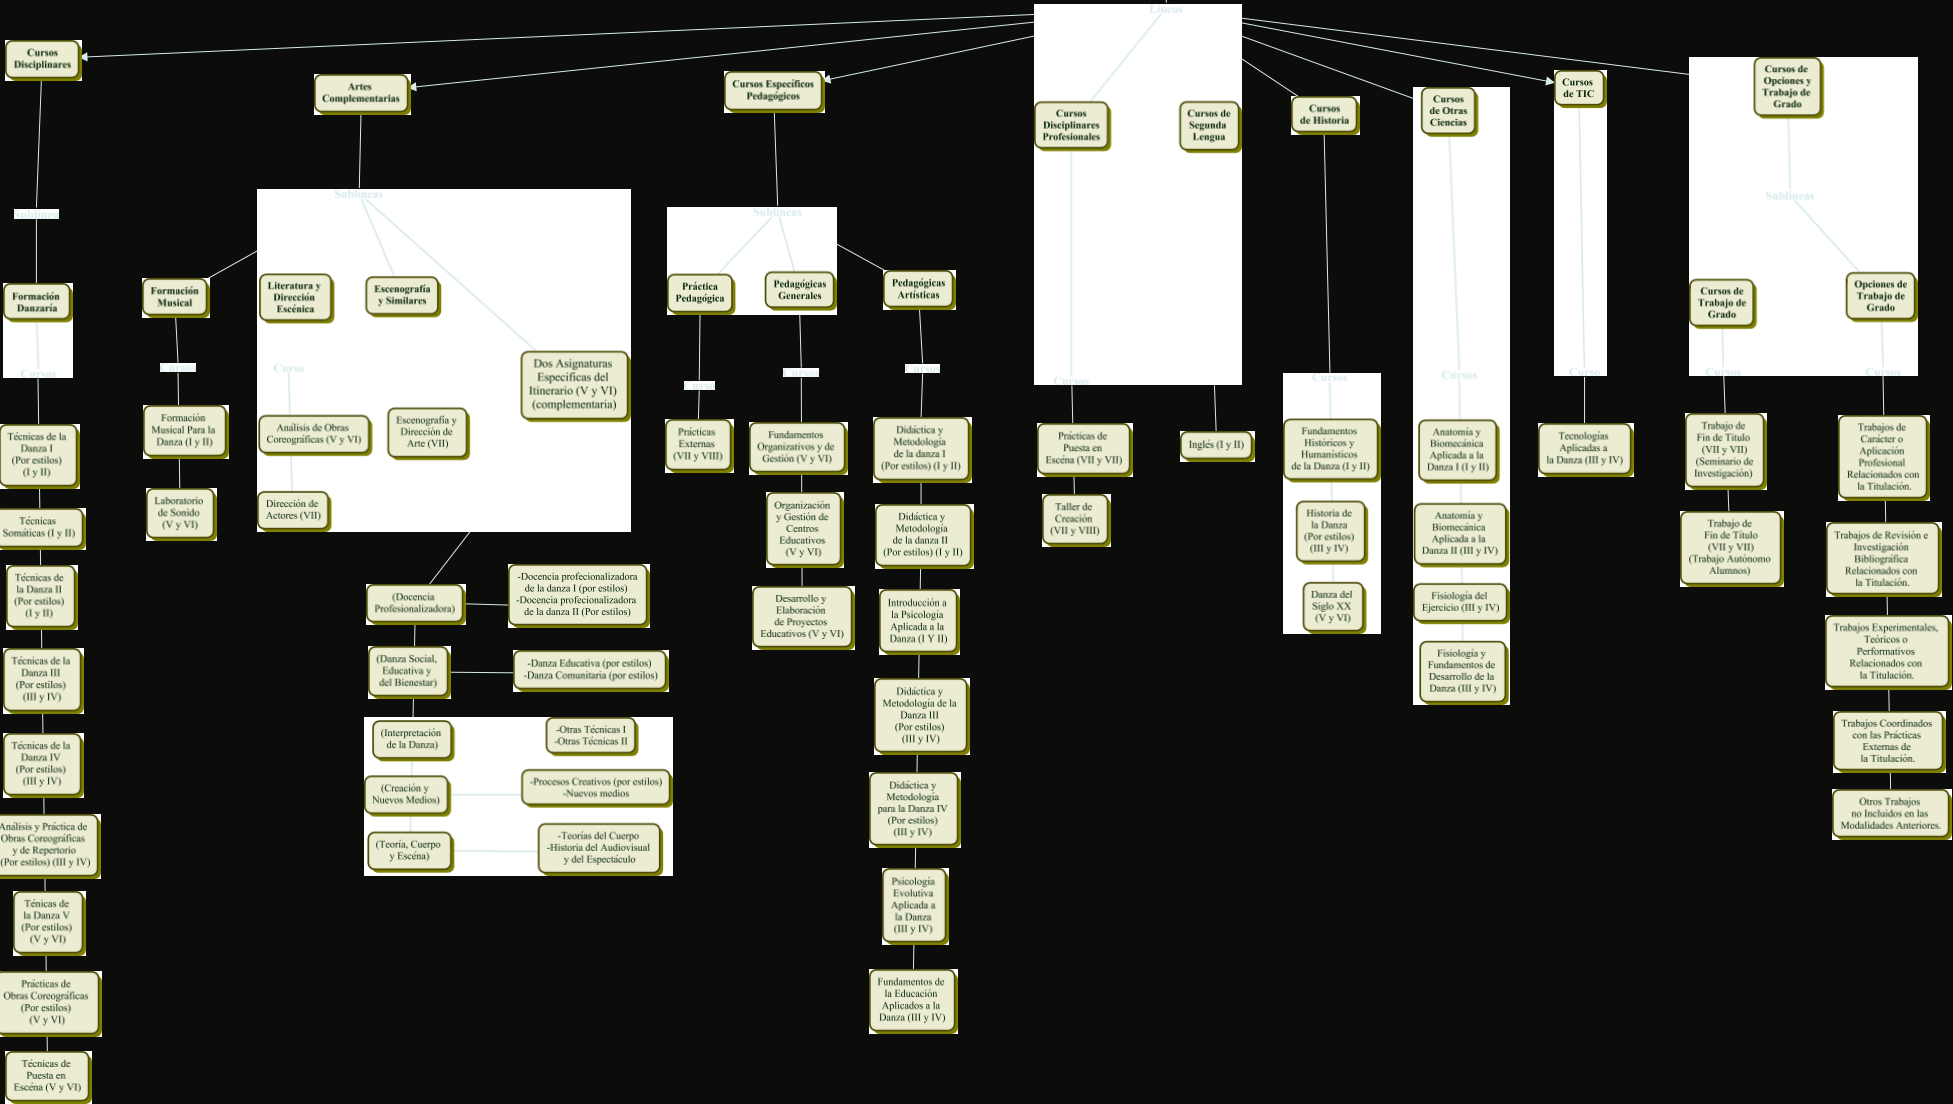 Líneas
Cursos
Disciplinares
Artes
Complementarias
Cursos Específicos
Pedagógicos
Cursos
Disciplinares
Profesionales
Cursos de
Segunda
Lengua
Cursos
de Historia
Cursos
de Otras
Ciencias
Cursos
de TIC
Cursos de
Opciones y
Trabajo de
Grado
Sublínea
Sublíneas
Sublíneas
Sublíneas
Formación
Danzaría
Formación
Musical
Literatura y
Dirección
Escénica
Escenografía
y Similares
Práctica
Pedagógica
Pedagógicas
Generales
Pedagógicas
Artísticas
Cursos de
Trabajo de
Grado
Opciones de
Trabajo de
Grado
Cursos
Cursos
Curso
Dos Asignaturas
Especificas del
Itinerario (V y VI)
(complementaria)
Curso
Cursos
Cursos
Cursos
Cursos
Cursos
Curso
Cursos
Cursos
Técnicas de la
Danza I
(Por estilos)
(I y II)
Técnicas
Somáticas (I y II)
Técnicas de
la Danza II
(Por estilos)
(I y II)
Técnicas de la
Danza III
(Por estilos)
(III y IV)
Técnicas de la
Danza IV
(Por estilos)
(III y IV)
Análisis y Práctica de
Obras Coreográficas
y de Repertorio
(Por estilos) (III y IV)
Ténicas de
la Danza V
(Por estilos)
(V y VI)
Prácticas de
Obras Coreográficas
(Por estilos)
(V y VI)
Técnicas de
Puesta en
Escéna (V y VI)
Formación
Musical Para la
Danza (I y II)
Laboratorio
de Sonido
(V y VI)
Análisis de Obras
Coreográficas (V y VI)
Dirección de
Actores (VII)
Escenografía y
Dirección de
Arte (VII)
(Docencia
Profesionalizadora)
-Docencia profecionalizadora
de la danza I (por estilos)
-Docencia profecionalizadora
de la danza II (Por estilos)
(Danza Social,
Educativa y
del Bienestar)
-Danza Educativa (por estilos)
-Danza Comunitaria (por estilos)
(Interpretación
de la Danza)
-Otras Técnicas I
-Otras Técnicas II
(Creación y
Nuevos Medios)
-Procesos Creativos (por estilos)
-Nuevos medios
(Teoría, Cuerpo
y Escéna)
-Teorías del Cuerpo
-Historia del Audiovisual
y del Espectáculo
Prácticas
Externas
(VII y VIII)
Fundamentos
Organizativos y de
Gestión (V y VI)
Organización
y Gestión de
Centros
Educativos
(V y VI)
Desarrollo y
Elaboración
de Proyectos
Educativos (V y VI)
Didáctica y
Metodología
de la danza I
(Por estilos) (I y II)
Didáctica y
Metodología
de la danza II
(Por estilos) (I y II)
Introducción a
la Psicología
Aplicada a la
Danza (I Y II)
Didáctica y
Metodología de la
Danza III
(Por estilos)
(III y IV)
Didáctica y
Metodología
para la Danza IV
(Por estilos)
(III y IV)
Psicología
Evolutiva
Aplicada a
la Danza
(III y IV)
Fundamentos de
la Educación
Aplicados a la
Danza (III y IV)
Prácticas de
Puesta en
Escéna (VII y VII)
Taller de
Creación
(VII y VIII)
Inglés (I y II)
Fundamentos
Históricos y
Humanísticos
de la Danza (I y II)
Historia de
la Danza
(Por estilos)
(III y IV)
Danza del
Siglo XX
(V y VI)
Anatomía y
Biomecánica
Aplicada a la
Danza I (I y II)
Anatomía y
Biomecánica
Aplicada a la
Danza II (III y IV)
Fisiología del
Ejercicio (III y IV)
Fisiología y
Fundamentos de
Desarrollo de la
Danza (III y IV)
Tecnologías
Aplicadas a
la Danza (III y IV)
Trabajo de
Fin de Titulo
(VII y VII)
(Seminario de
Investigación)
Trabajo de
Fin de Título
(VII y VII)
(Trabajo Autónomo
Alumnos)
Trabajos de
Carácter o
Aplicación
Profesional
Relacionados con
la Titulación.
Trabajos de Revisión e
Investigación
Bibliográfica
Relacionados con
la Titulación.
Trabajos Experimentales,
Teóricos o
Performativos
Relacionados con
la Titulación.
Trabajos Coordinados
con las Prácticas
Externas de
la Titulación.
Otros Trabajos
no Incluidos en las
Modalidades Anteriores.